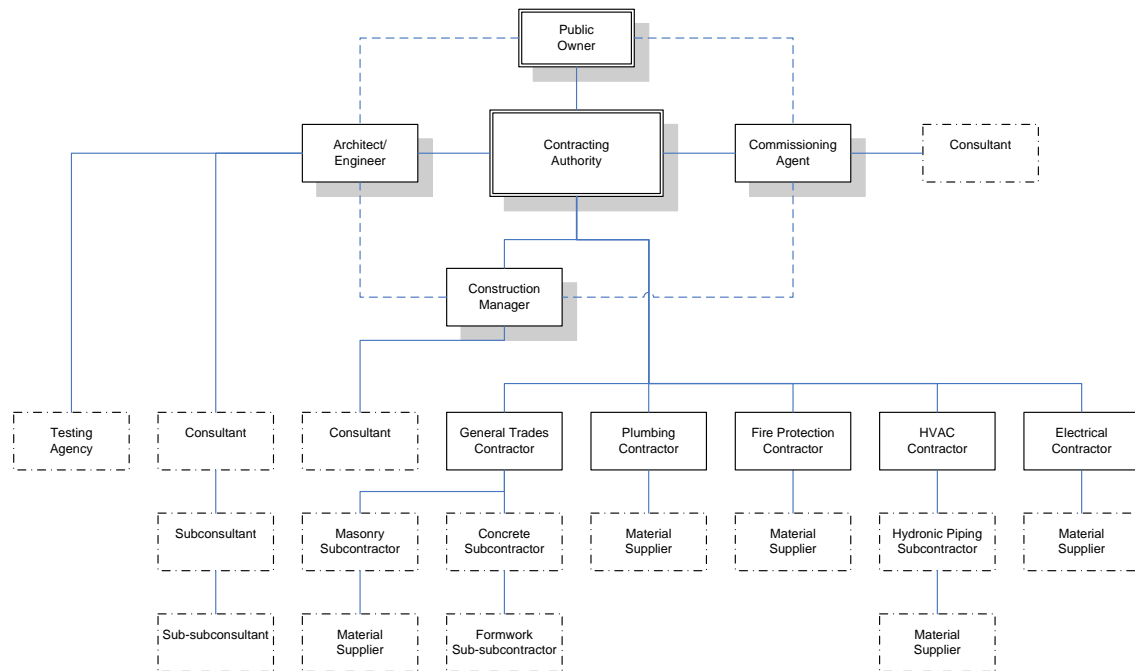 Public
Owner
Architect/
Engineer
Contracting
Authority
Commissioning
Agent
Consultant
Construction
Manager
Testing
Agency
Consultant
Consultant
General Trades
Contractor
Plumbing
Contractor
Fire Protection
Contractor
HVAC
Contractor
Electrical
Contractor
Subconsultant
Masonry
Subcontractor
Concrete
Subcontractor
Material
Supplier
Material
Supplier
Hydronic Piping
Subcontractor
Material
Supplier
Sub-subconsultant
Material
Supplier
Formwork
Sub-subcontractor
Material
Supplier